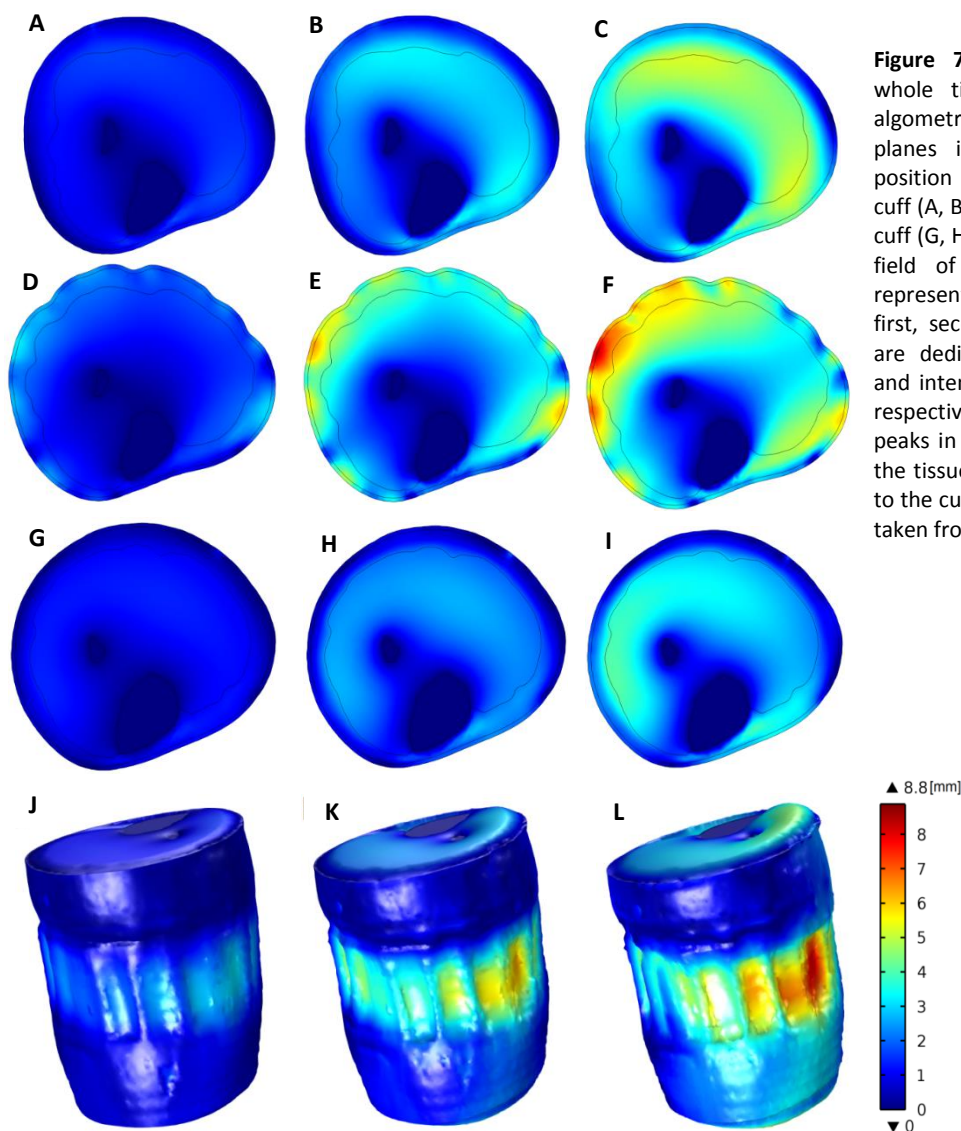 A
B
C
Figure 7
whole ti
algometr
planes i
position
cuff (A, B
cuff (G, H
field of
represen
first, sec
are dedi
and inter
respectiv
peaks in
the tissue
to the cu
taken fro
D
E
F
G
H
I
J
K
L
▲ 8.8[mm]
8
7
6
5
4
3
2
1
0
▼ 0